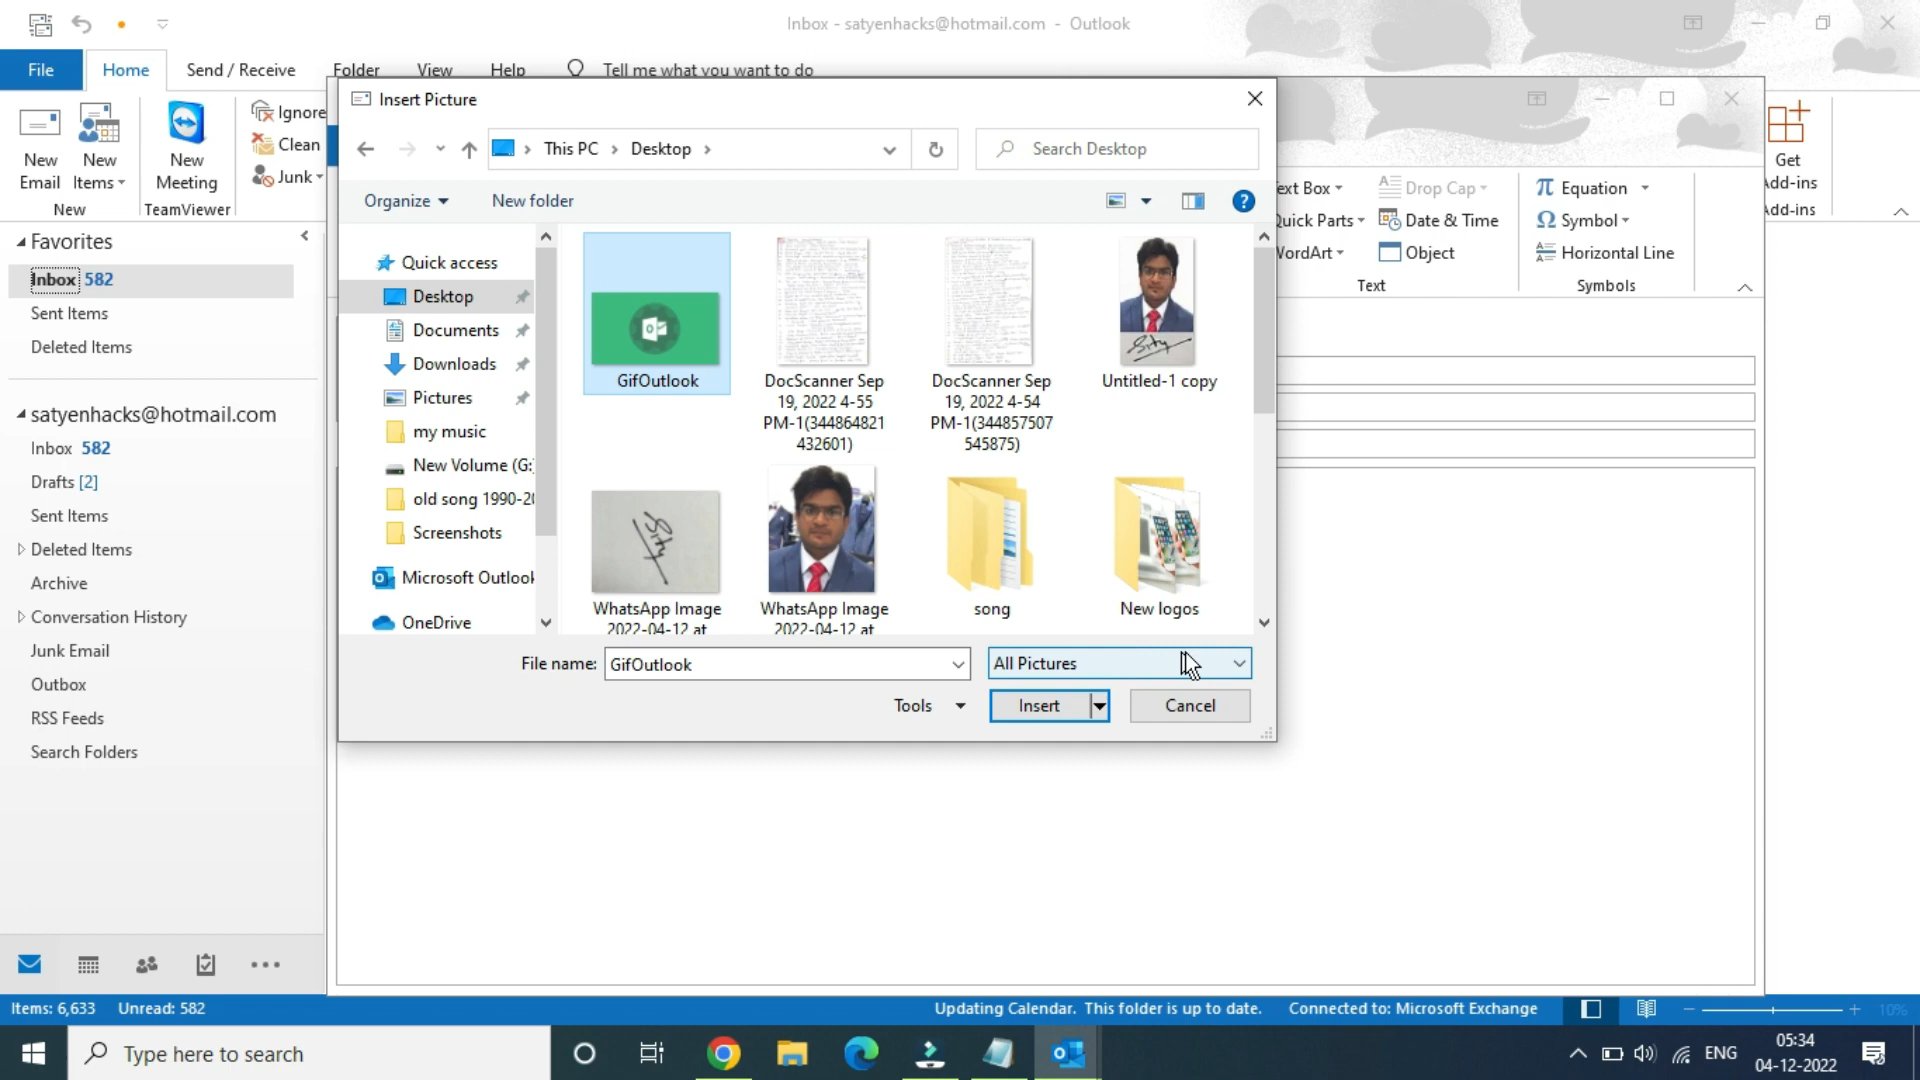 Inbox - satyenhacks@hotmail.com - Outlook
File
Home
Send / Receive
Folder
View
Help
Tell me what you want to do
New Email
New Items
New
New Meeting
TeamViewer
Ignore
Clean
Junk
Insert Picture
This PC
Desktop
Search Desktop
Organize
New folder
Text Box
Drop Cap
Equation
Quick Parts
Date & Time
Symbol
WordArt
Object
Horizontal Line
Text
Symbols
Get
Add-ins
Add-ins
Favorites
Inbox 582
Sent Items
Deleted Items
satyenhacks@hotmail.com
Inbox 582
Drafts [2]
Sent Items
Deleted Items
Archive
Conversation History
Junk Email
Outbox
RSS Feeds
Search Folders
Quick access
Desktop
Documents
Downloads
Pictures
my music
New Volume (G:
old song 1990-20
Screenshots
Microsoft Outlook
OneDrive
GifOutlook
DocScanner Sep
19, 2022 4-55
PM-1(344864821
432601)
DocScanner Sep
19, 2022 4-54
PM-1(344857507
545875)
Untitled-1 copy
WhatsApp Image
2022-04-12 at
WhatsApp Image
2022-04-12 at
song
New logos
File name:
GifOutlook
All Pictures
Tools
Insert
Cancel
Items: 6,633
Unread: 582
Updating Calendar.
This folder is up to date.
Connected to: Microsoft Exchange
10%
Type here to search
ENG
05:34
04-12-2022